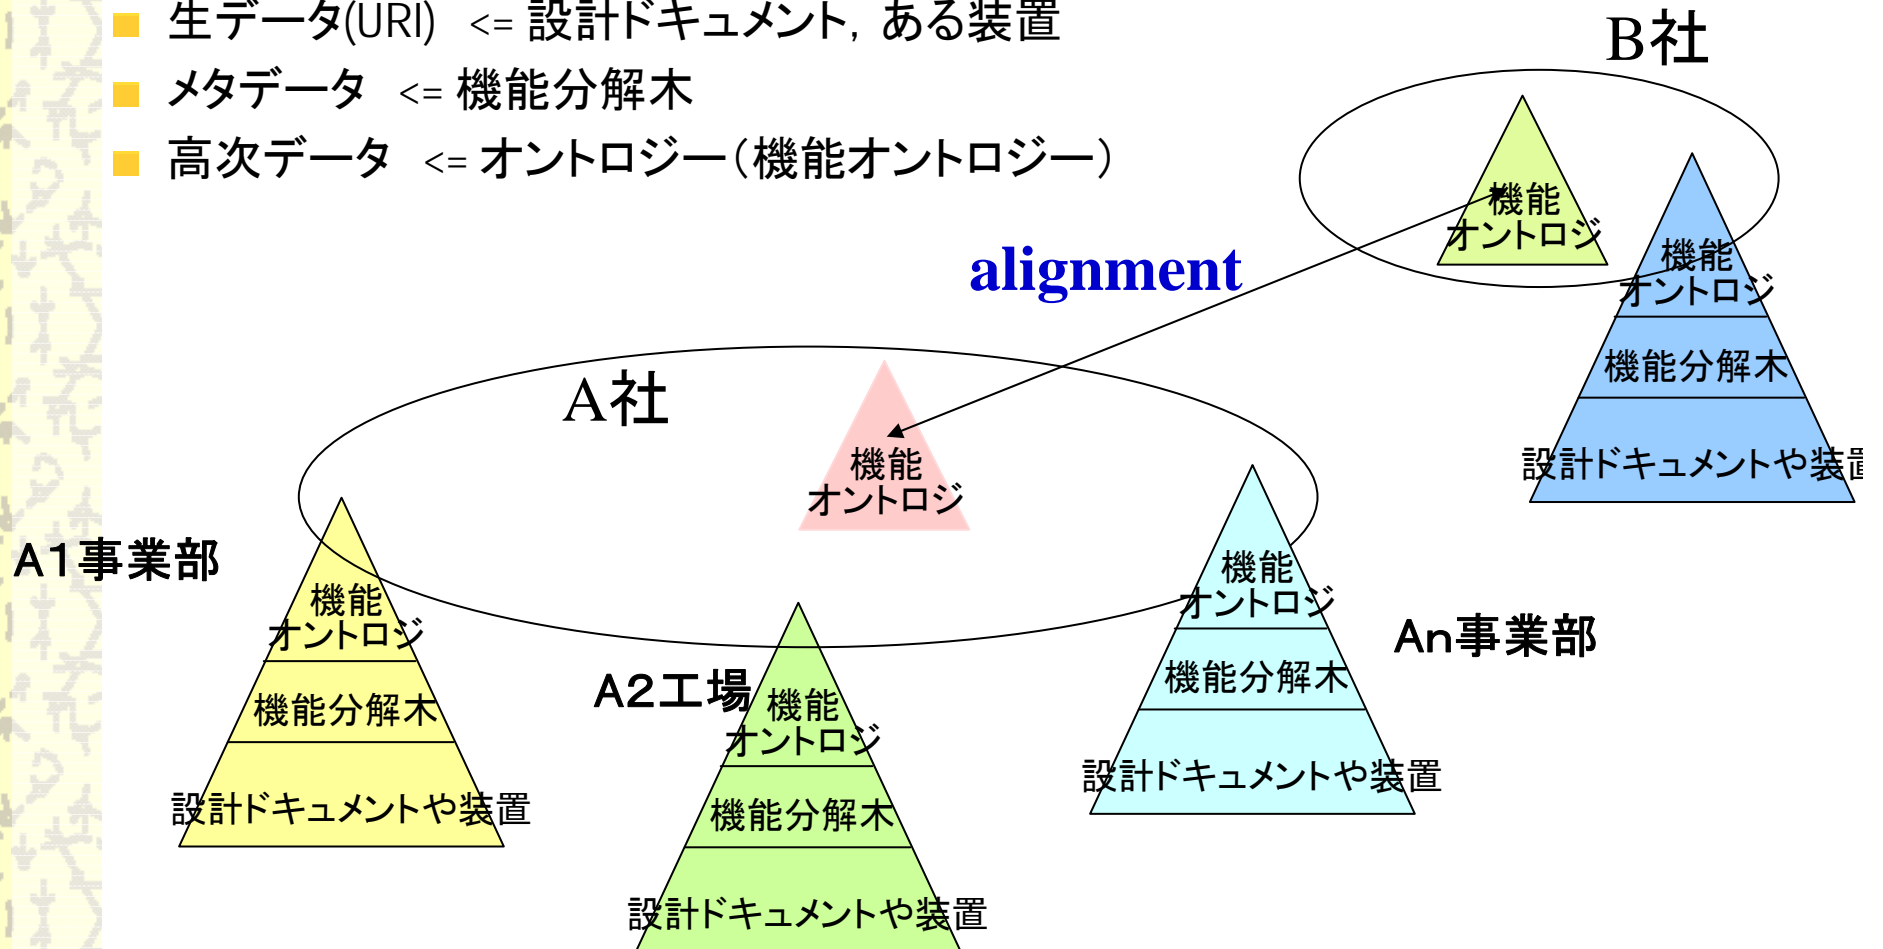 生データ(URI) <= 設計ドキュメント, ある装置
メタデータ <= 機能分解木
高次データ <= オントロジー（機能オントロジー）
B社
機能
オントロジ
機能
オントロジ
機能分解木
設計ドキュメントや装置
alignment
A社
機能
オントロジ
A1事業部
機能
オントロジ
機能分解木
設計ドキュメントや装置
A2工場
機能
オントロジ
機能分解木
設計ドキュメントや装置
An事業部
機能
オントロジ
機能分解木
設計ドキュメントや装置